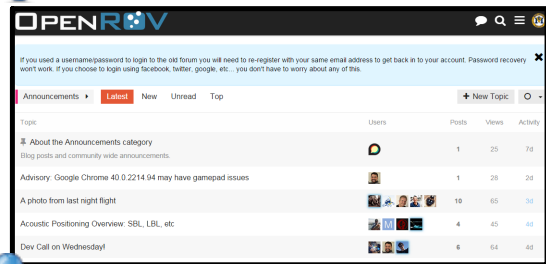 OPENROV
If you used a username/password to login to the old forum you will need to re-register with your same email address to get back in to your account. Password recovery
won't work. If you choose to login using facebook, twitter, google, etc... you don't have to worry about any of this.
Announcements Latest New Unread Top + New Topic
Topic Users Posts Views Activity
About the Announcements category 1 25 7d
Blog posts and community wide announcements.
Advisory: Google Chrome 40.0.2214.94 may have gamepad issues 1 28 2d
A photo from last night flight 10 65 3d
Acoustic Positioning Overview: SBL, LBL, etc M 4 45 4d
Dev Call on Wednesday! 6 64 4d